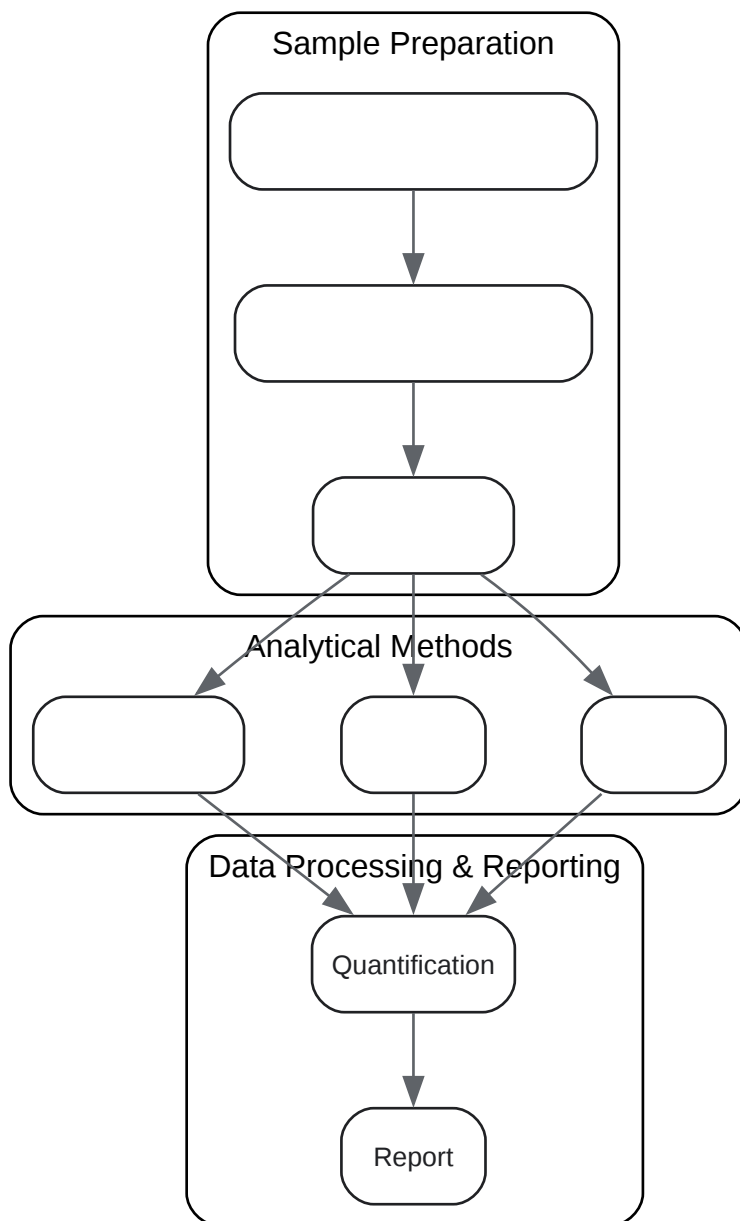 Sample Preparation
Analytical Methods
Data Processing & Reporting
Quantification
Report